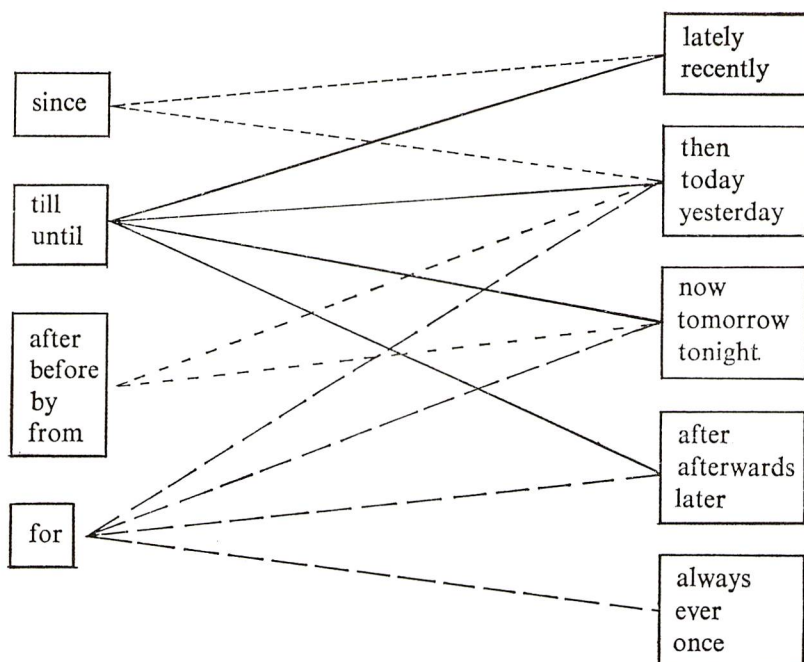 since
till
until
after
before
by
from
for
lately
recently
then
today
yesterday
now
tomorrow
tonight.
after
afterwards
later
always
ever
once